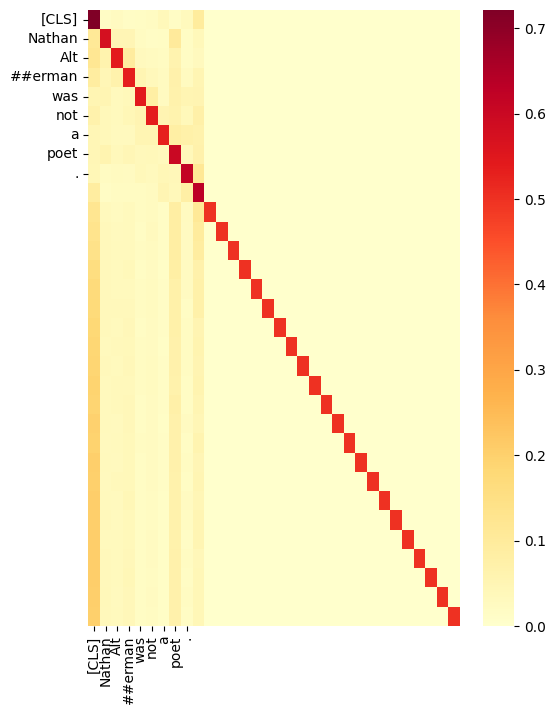 [CLS]
Nathan
Alt
##erman
was
not
a
poet
.
0.7
0.6
0.5
0.4
0.3
0.2
0.1
0.0
[CLS]
Nathan
Alt
##erman
was
not
a
poet
.